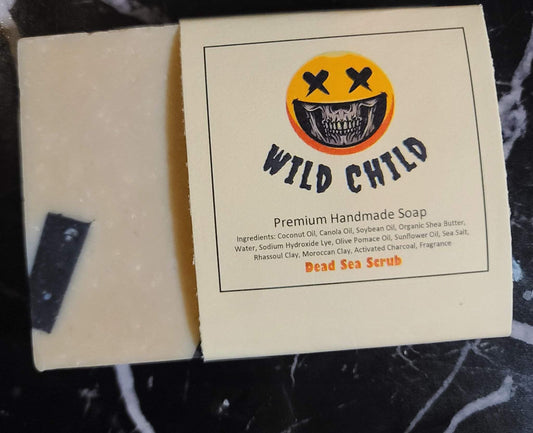 WILD CHILD
Premium Handmade Soap
Ingredients: Coconut Oil, Canola Oil, Soybean Oil, Organic Shea Butter,
Water, Sodium Hydroxide Lye, Olive Pomace Oil, Sunflower Oil, Sea Salt,
Rhassoul Clay, Moroccan Clay, Activated Charcoal, Fragrance
Dead Sea Scrub